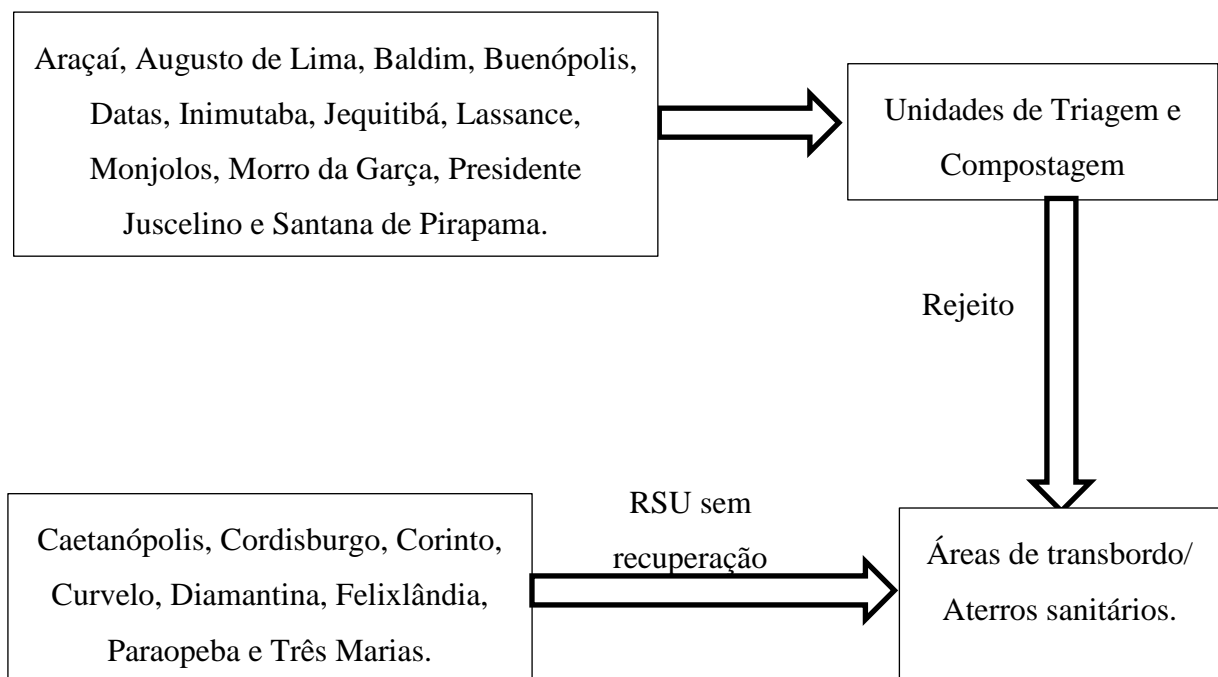 Araçaí, Augusto de Lima, Baldim, Buenópolis,
Datas, Inimutaba, Jequitibá, Lassance,
Monjolos, Morro da Garça, Presidente
Juscelino e Santana de Pirapama.
Unidades de Triagem e
Compostagem
Rejeito
Caetanópolis, Cordisburgo, Corinto,
Curvelo, Diamantina, Felixlândia,
Paraopeba e Três Marias.
RSU sem
recuperação
Áreas de transbordo/
Aterros sanitários.